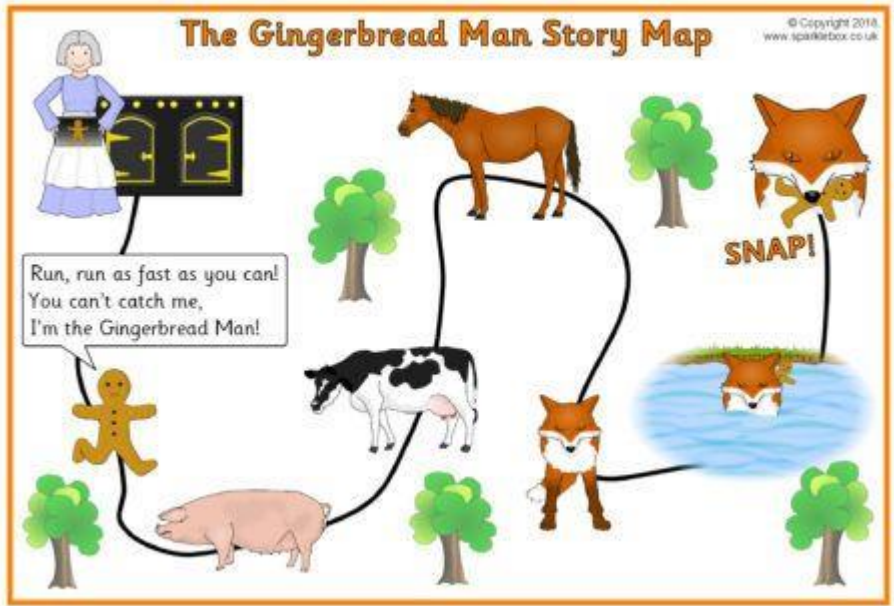 The Gingerbread Man Story Map
© Copyright 2018.
www.sparklebox.co.uk
Run, run as fast as you can!
You can't catch me,
I'm the Gingerbread Man!
SNAP!